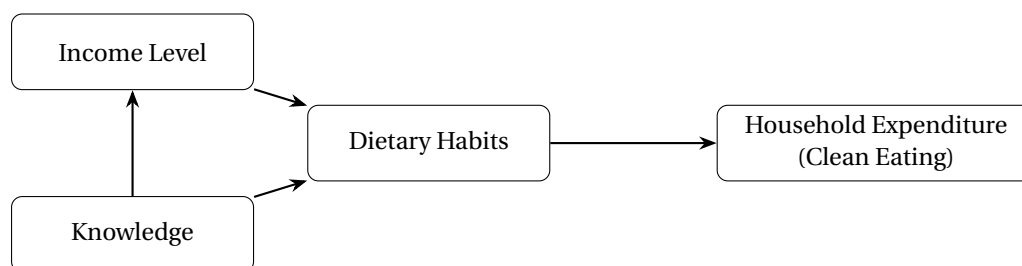 Income Level
Dietary Habits
Household Expenditure
(Clean Eating)
Knowledge